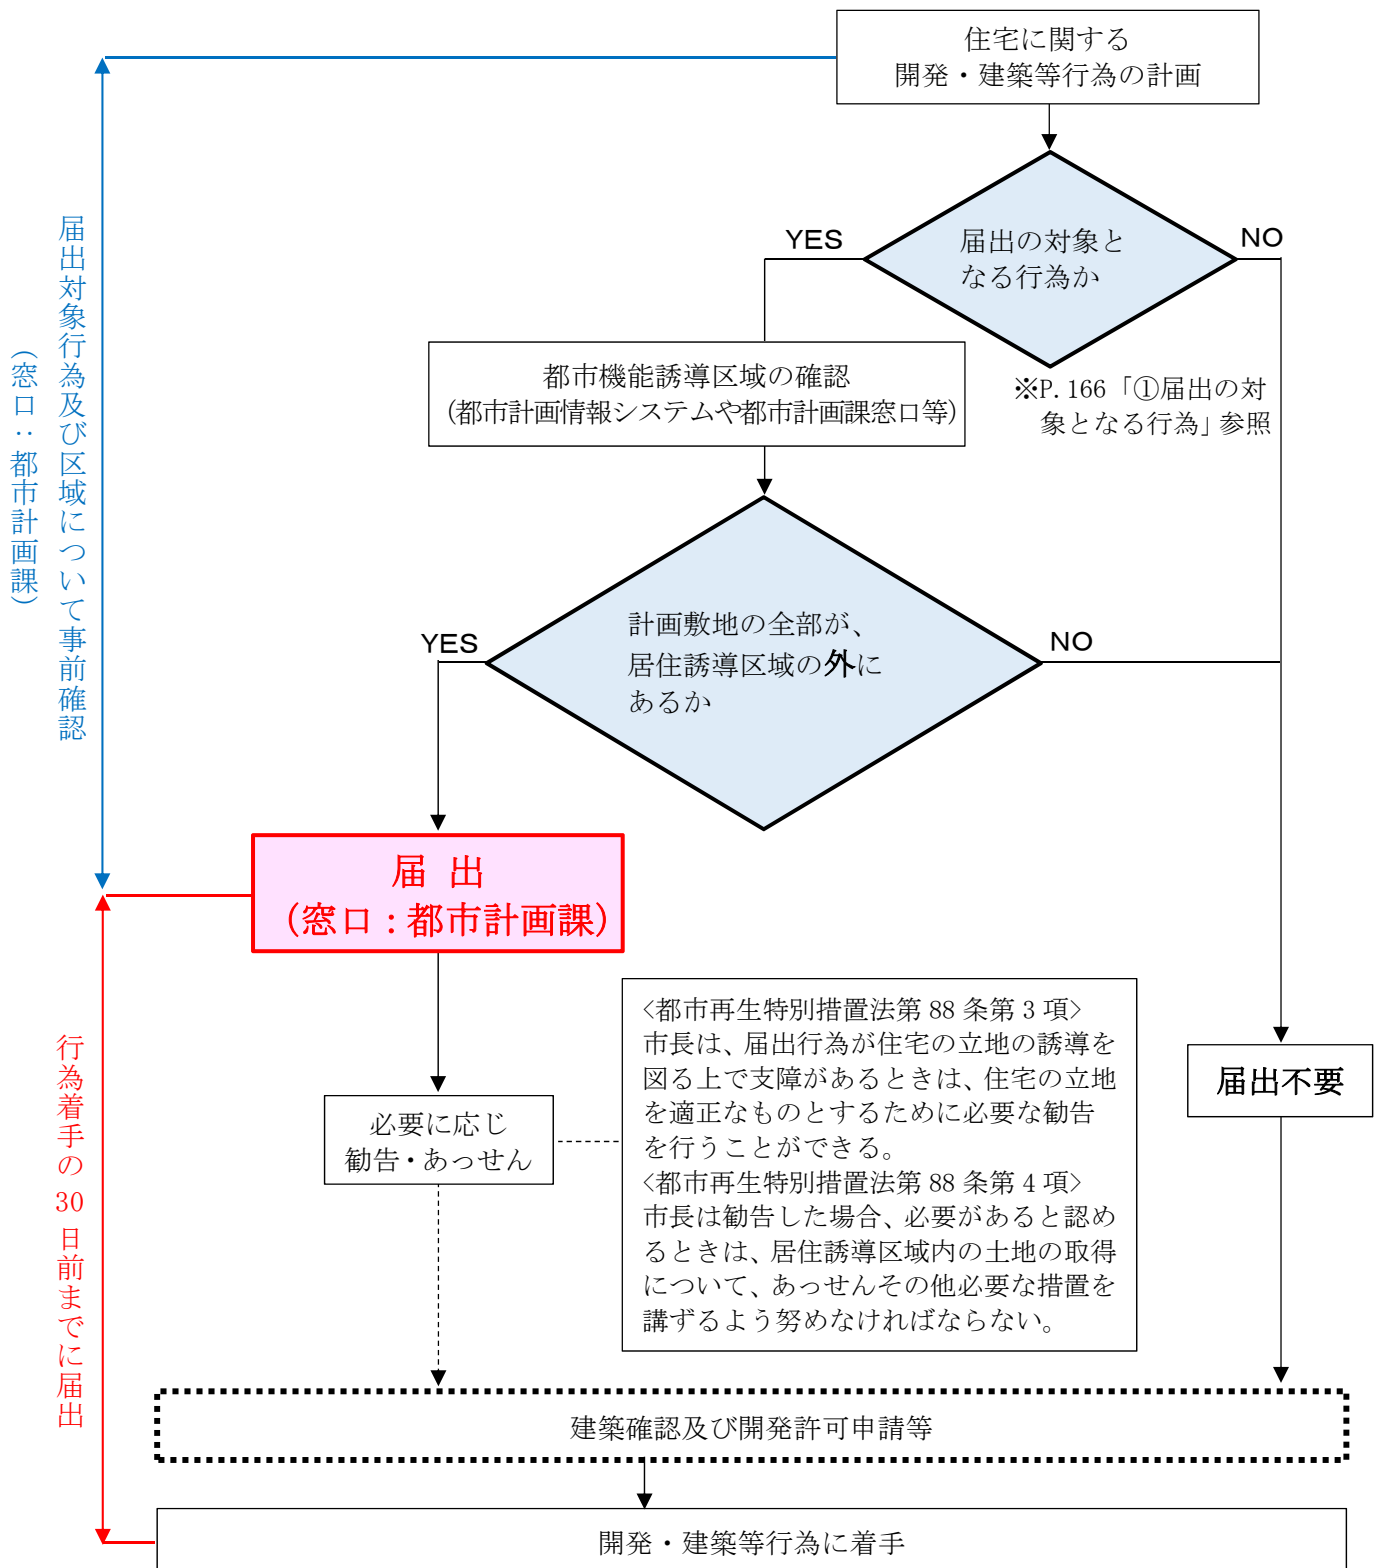 住宅に関する
開発・建築等行為の計画
届出の対象と
なる行為か
YES
NO
※P.166「①届出の対
象となる行為」参照
都市機能誘導区域の確認
（都市計画情報システムや都市計画課窓口等）
計画敷地の全部が、
居住誘導区域の外に
あるか
YES
NO
届出対象行為及び区域について事前確認
（窓口：都市計画課）
届 出
（窓口：都市計画課）
行為着手の30日前までに届出
必要に応じ
勧告・あっせん
<都市再生特別措置法第 88 条第 3 項>
市長は、届出行為が住宅の立地の誘導を
図る上で支障があるときは、住宅の立地
を適正なものとするために必要な勧告
を行うことができる。
<都市再生特別措置法第 88 条第 4 項>
市長は勧告した場合、必要があると認め
るときは、居住誘導区域内の土地の取得
について、あっせんその他必要な措置を
講ずるよう努めなければならない。
届出不要
建築確認及び開発許可申請等
開発・建築等行為に着手